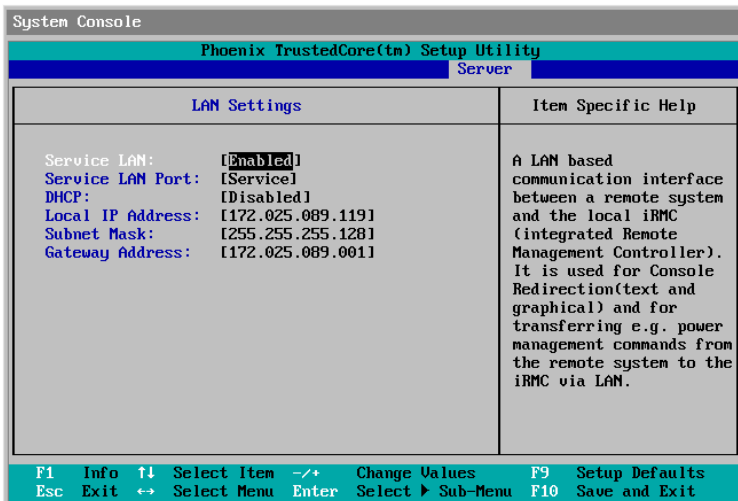 System Console
Phoenix TrustedCore(tm) Setup Utility
Server
LAN Settings
Service LAN: [Enabled]
Service LAN Port: [Service]
DHCP: [Disabled]
Local IP Address: [172.025.089.119]
Subnet Mask: [255.255.255.128]
Gateway Address: [172.025.089.001]
Item Specific Help
A LAN based
communication interface
between a remote system
and the local iRMC
(integrated Remote
Management Controller).
It is used for Console
Redirection(text and
graphical) and for
transferring e.g. power
management commands from
the remote system to the
iRMC via LAN.
F1 Info ↑↓ Select Item -/+ Change Values F9 Setup Defaults
Esc Exit ↔ Select Menu Enter Select ▶ Sub-Menu F10 Save and Exit